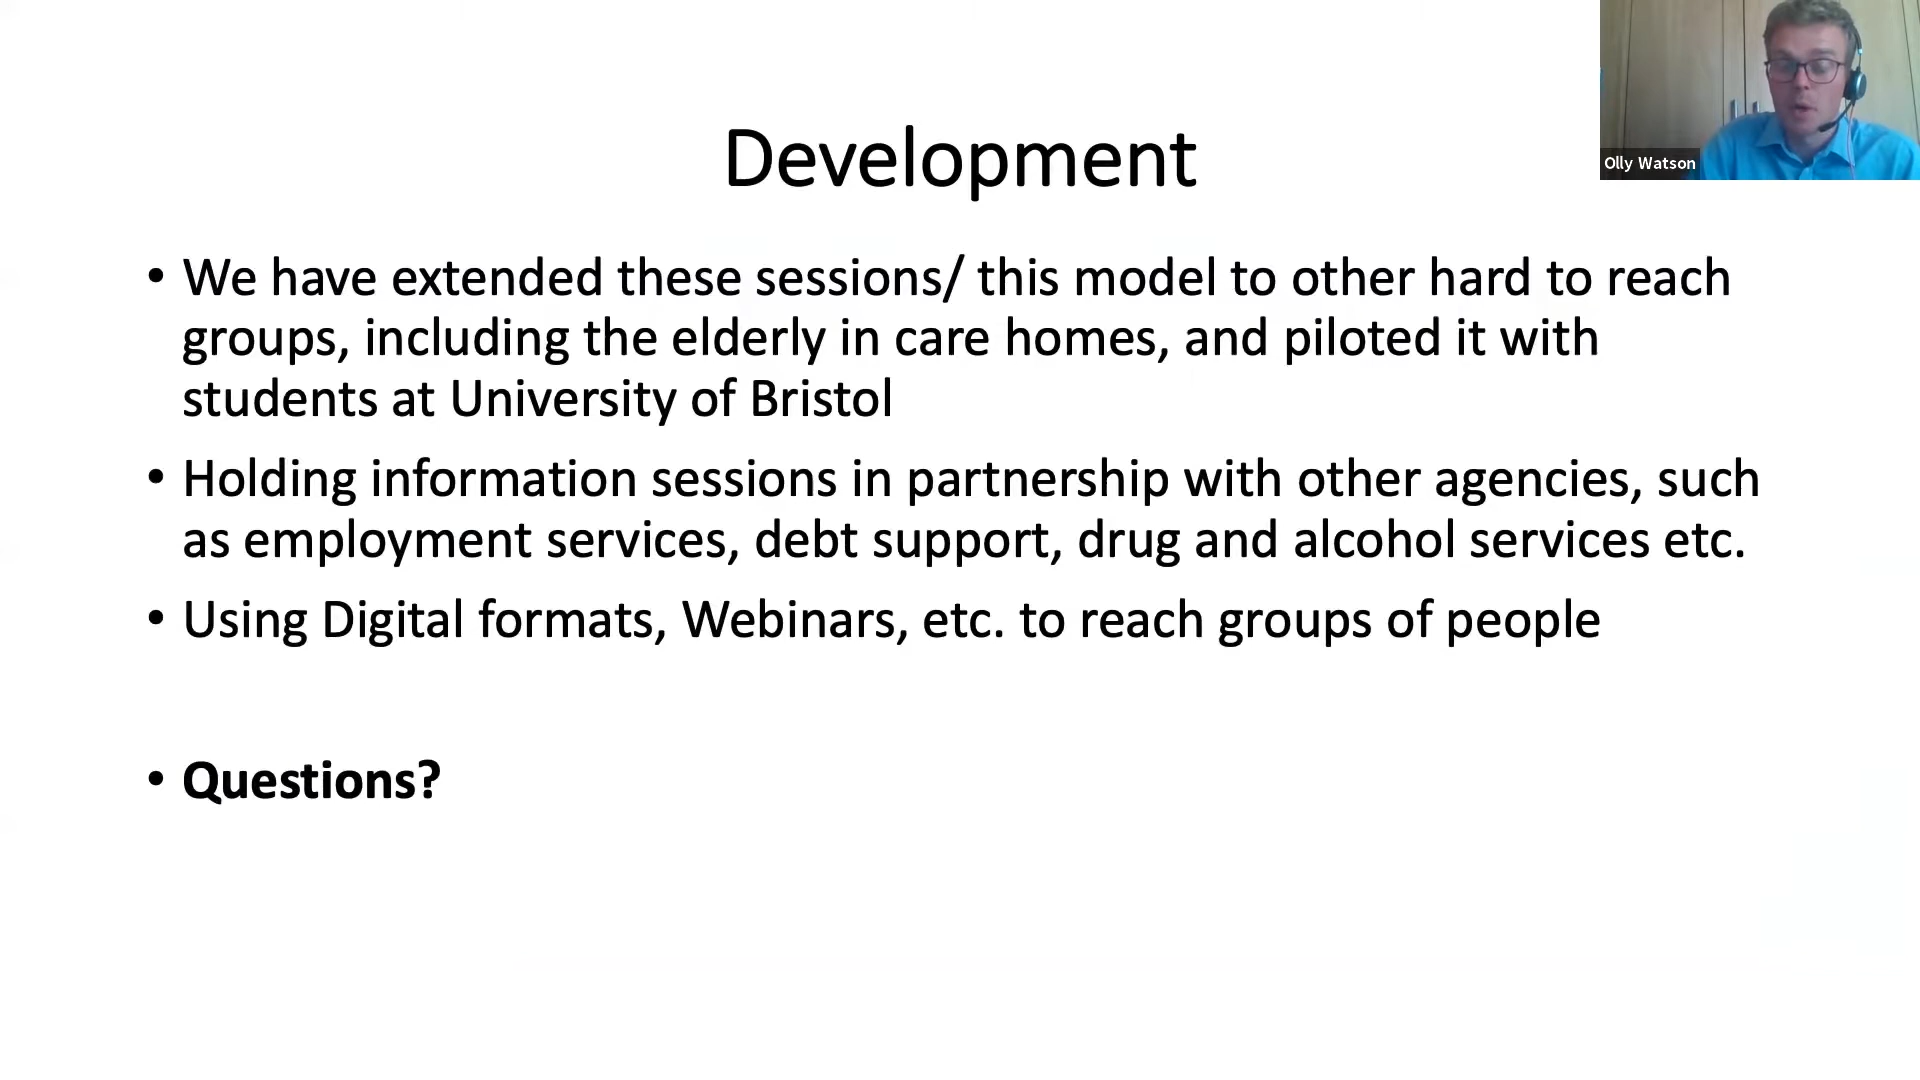 Development
• We have extended these sessions/ this model to other hard to reach
groups, including the elderly in care homes, and piloted it with
students at University of Bristol
• Holding information sessions in partnership with other agencies, such
as employment services, debt support, drug and alcohol services etc.
• Using Digital formats, Webinars, etc. to reach groups of people
• Questions?
Olly Watson